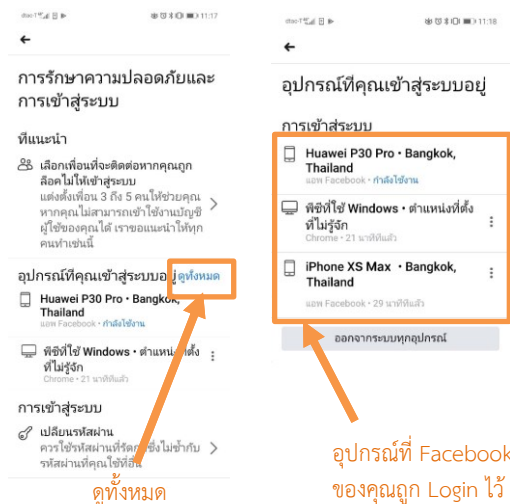 11:17
การรักษาความปลอดภัยและ
การเข้าสู่ระบบ
ที่แนะนำ
เลือกเพื่อนที่จะติดต่อหากคุณถูก
ล็อคไม่ให้เข้าสู่ระบบ
แต่งตั้งเพื่อน 3 ถึง 5 คนให้ช่วยคุณ
หากคุณไม่สามารถเข้าใช้งานบัญชี
ผู้ใช้ของคุณได้ เราขอแนะนำให้ทุก
คนทำเช่นนี้
อุปกรณ์ที่คุณเข้าสู่ระบบอยู่ ดูทั้งหมด
Huawei P30 Pro · Bangkok,
Thailand
แอพ Facebook · กำลังใช้งาน
พีซีที่ใช้ Windows · ตำแหน่งที่ตั้ง
ที่ไม่รู้จัก
Chrome · 21 นาทีที่แล้ว
การเข้าสู่ระบบ
เปลี่ยนรหัสผ่าน
ควรใช้รหัสผ่านที่รัดกุมซึ่งไม่ซ้ำกับ
รหัสผ่านที่คุณใช้ที่อื่น
ดูทั้งหมด
11:18
อุปกรณ์ที่คุณเข้าสู่ระบบอยู่
การเข้าสู่ระบบ
Huawei P30 Pro · Bangkok,
Thailand
แอพ Facebook · กำลังใช้งาน
พีซีที่ใช้ Windows · ตำแหน่งที่ตั้ง
ที่ไม่รู้จัก
Chrome · 21 นาทีที่แล้ว
iPhone XS Max · Bangkok,
Thailand
แอพ Facebook · 29 นาทีที่แล้ว
ออกจากระบบทุกอุปกรณ์
อุปกรณ์ที่ Facebook
ของคุณถูก Login ไว้